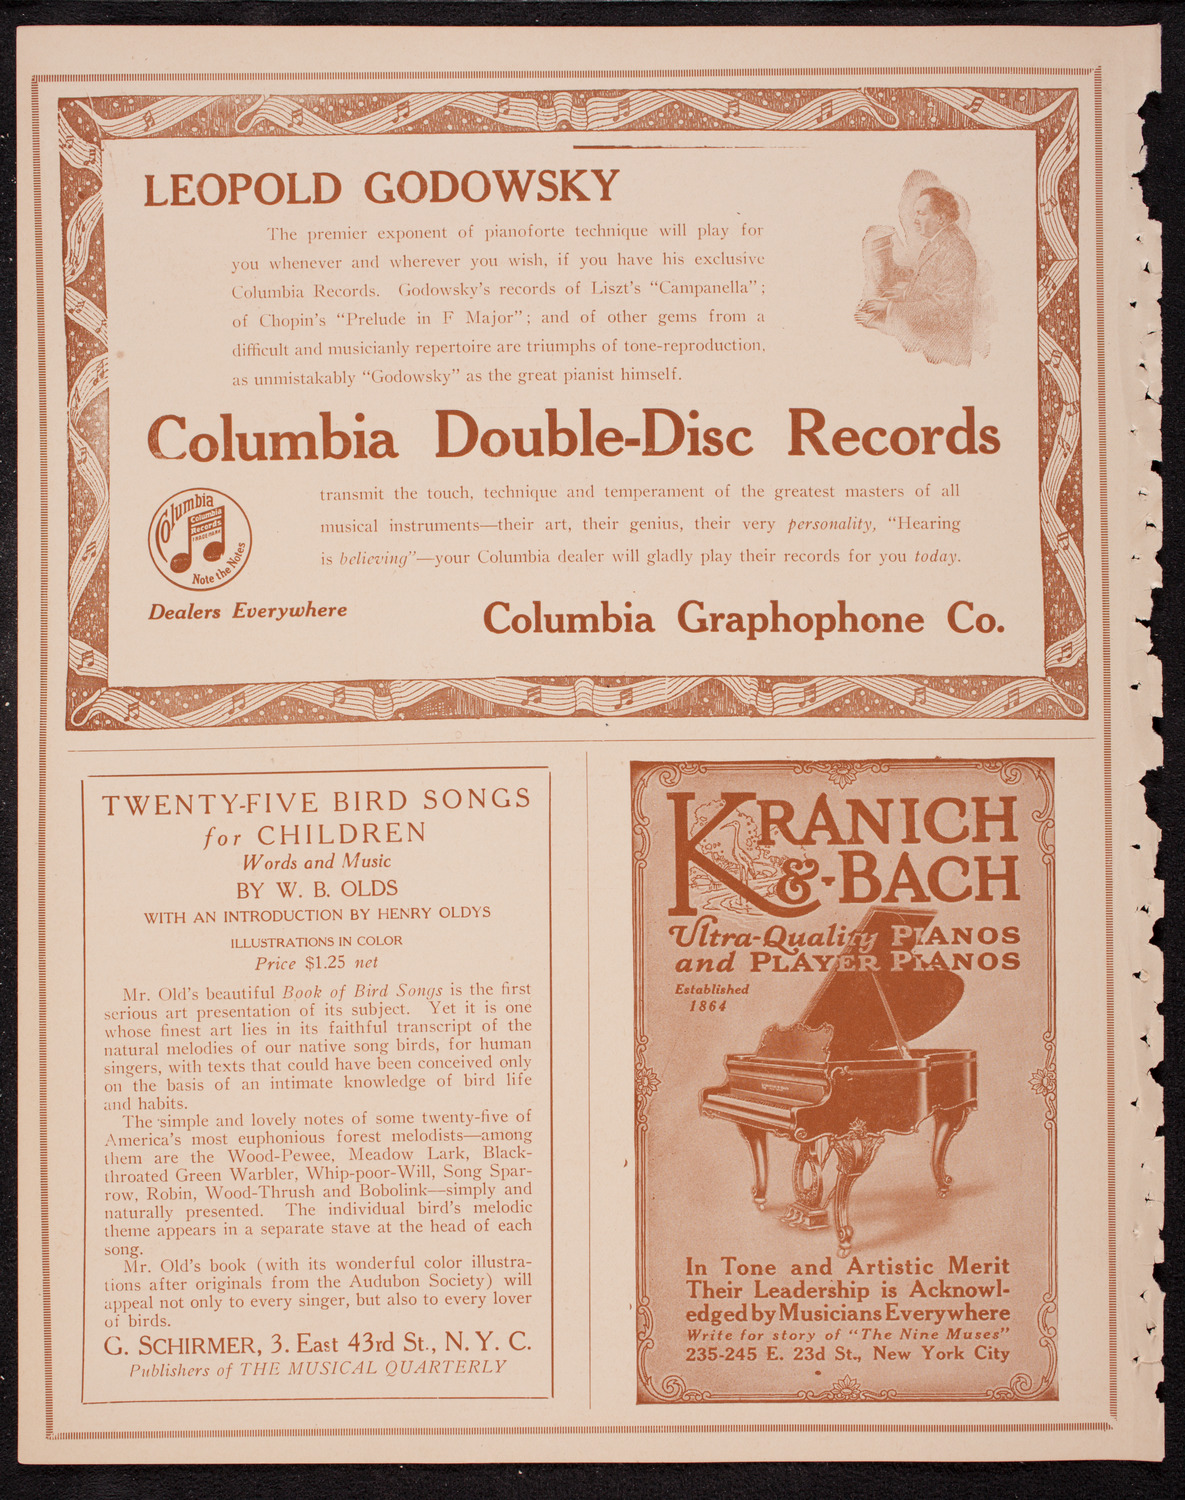 LEOPOLD GODOWSKY
The premier exponent of pianoforte technique will play for
you whenever and wherever you wish, if you have his exclusive
Columbia Records. Godowsky's records of Liszt's "Campanella";
of Chopin's "Prelude in F Major"; and of other gems from a
difficult and musicianly repertoire are triumphs of tone-reproduction,
as unmistakably "Godowsky" as the great pianist himself.
Columbia Double-Disc Records
Columbia
Columbia
Records
TRADE MARK
Note the Notes
transmit the touch, technique and temperament of the greatest masters of all
musical instruments—their art, their genius, their very personality, "Hearing
is believing"—your Columbia dealer will gladly play their records for you today.
Dealers Everywhere
Columbia Graphophone Co.
TWENTY-FIVE BIRD SONGS
for CHILDREN
Words and Music
BY W. B. OLDS
WITH AN INTRODUCTION BY HENRY OLDYS
ILLUSTRATIONS IN COLOR
Price $1.25 net
Mr. Old's beautiful Book of Bird Songs is the first
serious art presentation of its subject. Yet it is one
whose finest art lies in its faithful transcript of the
natural melodies of our native song birds, for human
singers, with texts that could have been conceived only
on the basis of an intimate knowledge of bird life
and habits.
The simple and lovely notes of some twenty-five of
America's most euphonious forest melodists—among
them are the Wood-Pewee, Meadow Lark, Black-
throated Green Warbler, Whip-poor-Will, Song Spar-
row, Robin, Wood-Thrush and Bobolink—simply and
naturally presented. The individual bird's melodic
theme appears in a separate stave at the head of each
song.
Mr. Old's book (with its wonderful color illustra-
tions after originals from the Audubon Society) will
appeal not only to every singer, but also to every lover
of birds.
G. SCHIRMER, 3. East 43rd St., N. Y. C.
Publishers of THE MUSICAL QUARTERLY
KRANICH
&-BACH
Ultra-Quality PIANOS
and PLAYER PIANOS
Established
1864
In Tone and Artistic Merit
Their Leadership is Acknowl-
edged by Musicians Everywhere
Write for story of "The Nine Muses"
235-245 E. 23d St., New York City